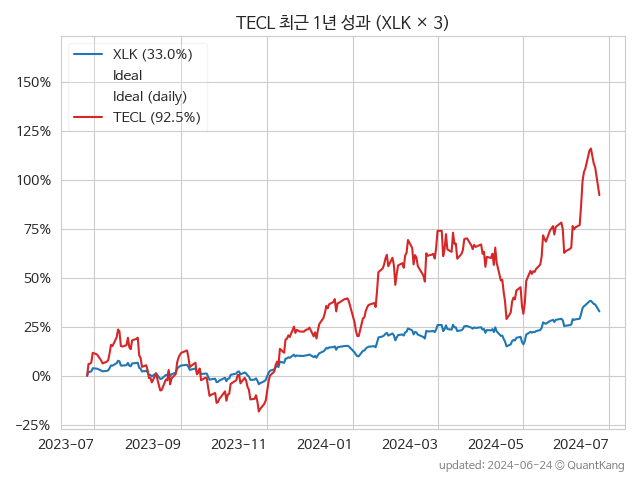 TECL 최근 1년 성과 (XLK × 3)
XLK (33.0%)
Ideal
Ideal (daily)
TECL (92.5%)
150%
125%
100%
75%
50%
25%
0%
−25%
2023-07
2023-09
2023-11
2024-01
2024-03
2024-05
2024-07
updated: 2024-06-24 © QuantKang